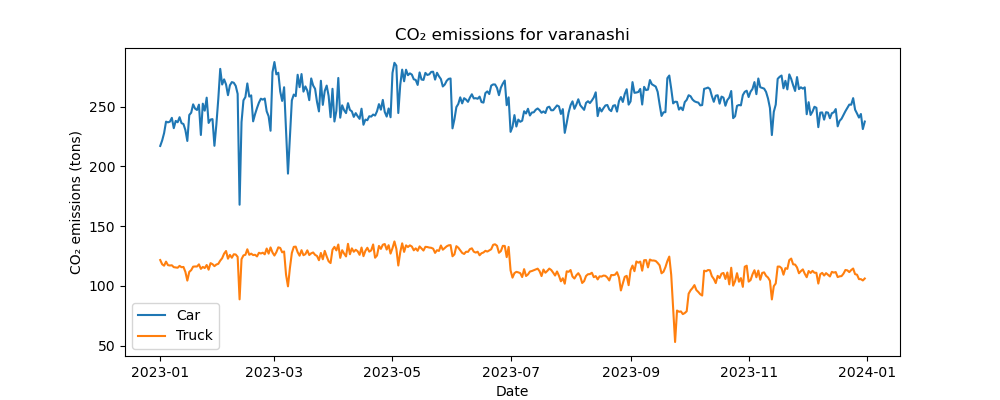 CO₂ emissions for varanashi
CO₂ emissions (tons)
250
200
150
100
50
Car
Truck
2023-01 2023-03 2023-05 2023-07 2023-09 2023-11 2024-01
Date